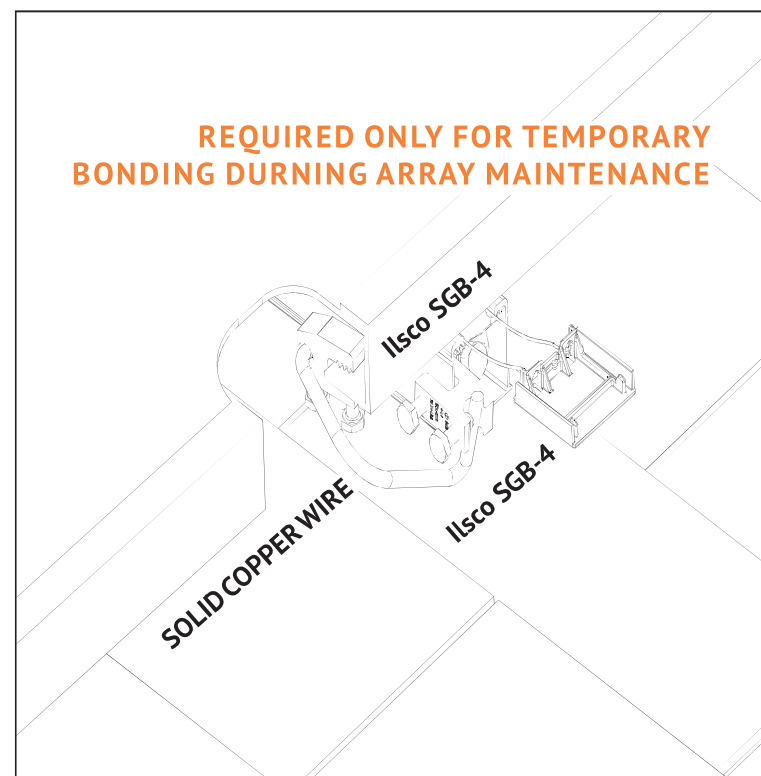 REQUIRED ONLY FOR TEMPORARY
BONDING DURNING ARRAY MAINTENANCE
Ilsco SGB-4
Ilsco SGB-4
SOLID COPPER WIRE